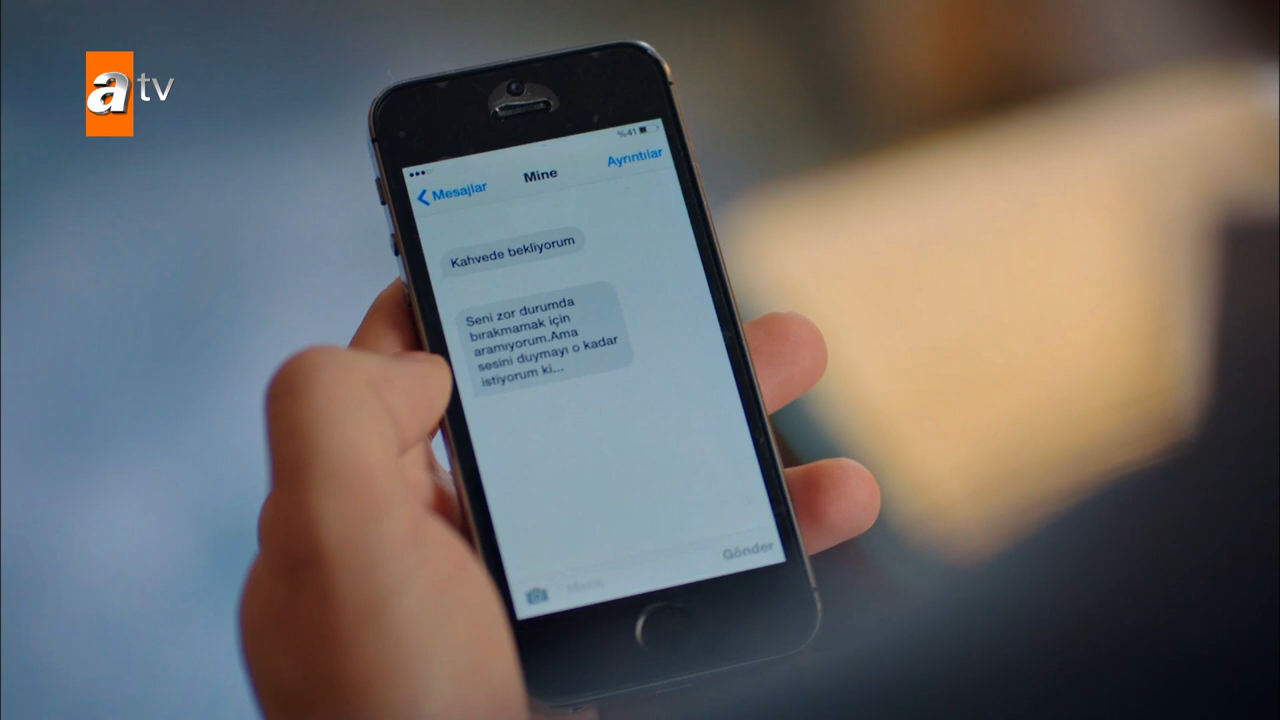 atv
%41
Mesajlar Mine Ayrıntılar
Kahvede bekliyorum
Seni zor durumda
bırakmamak için
aramıyorum.Ama
sesini duymayı o kadar
istiyorum ki...
Gönder